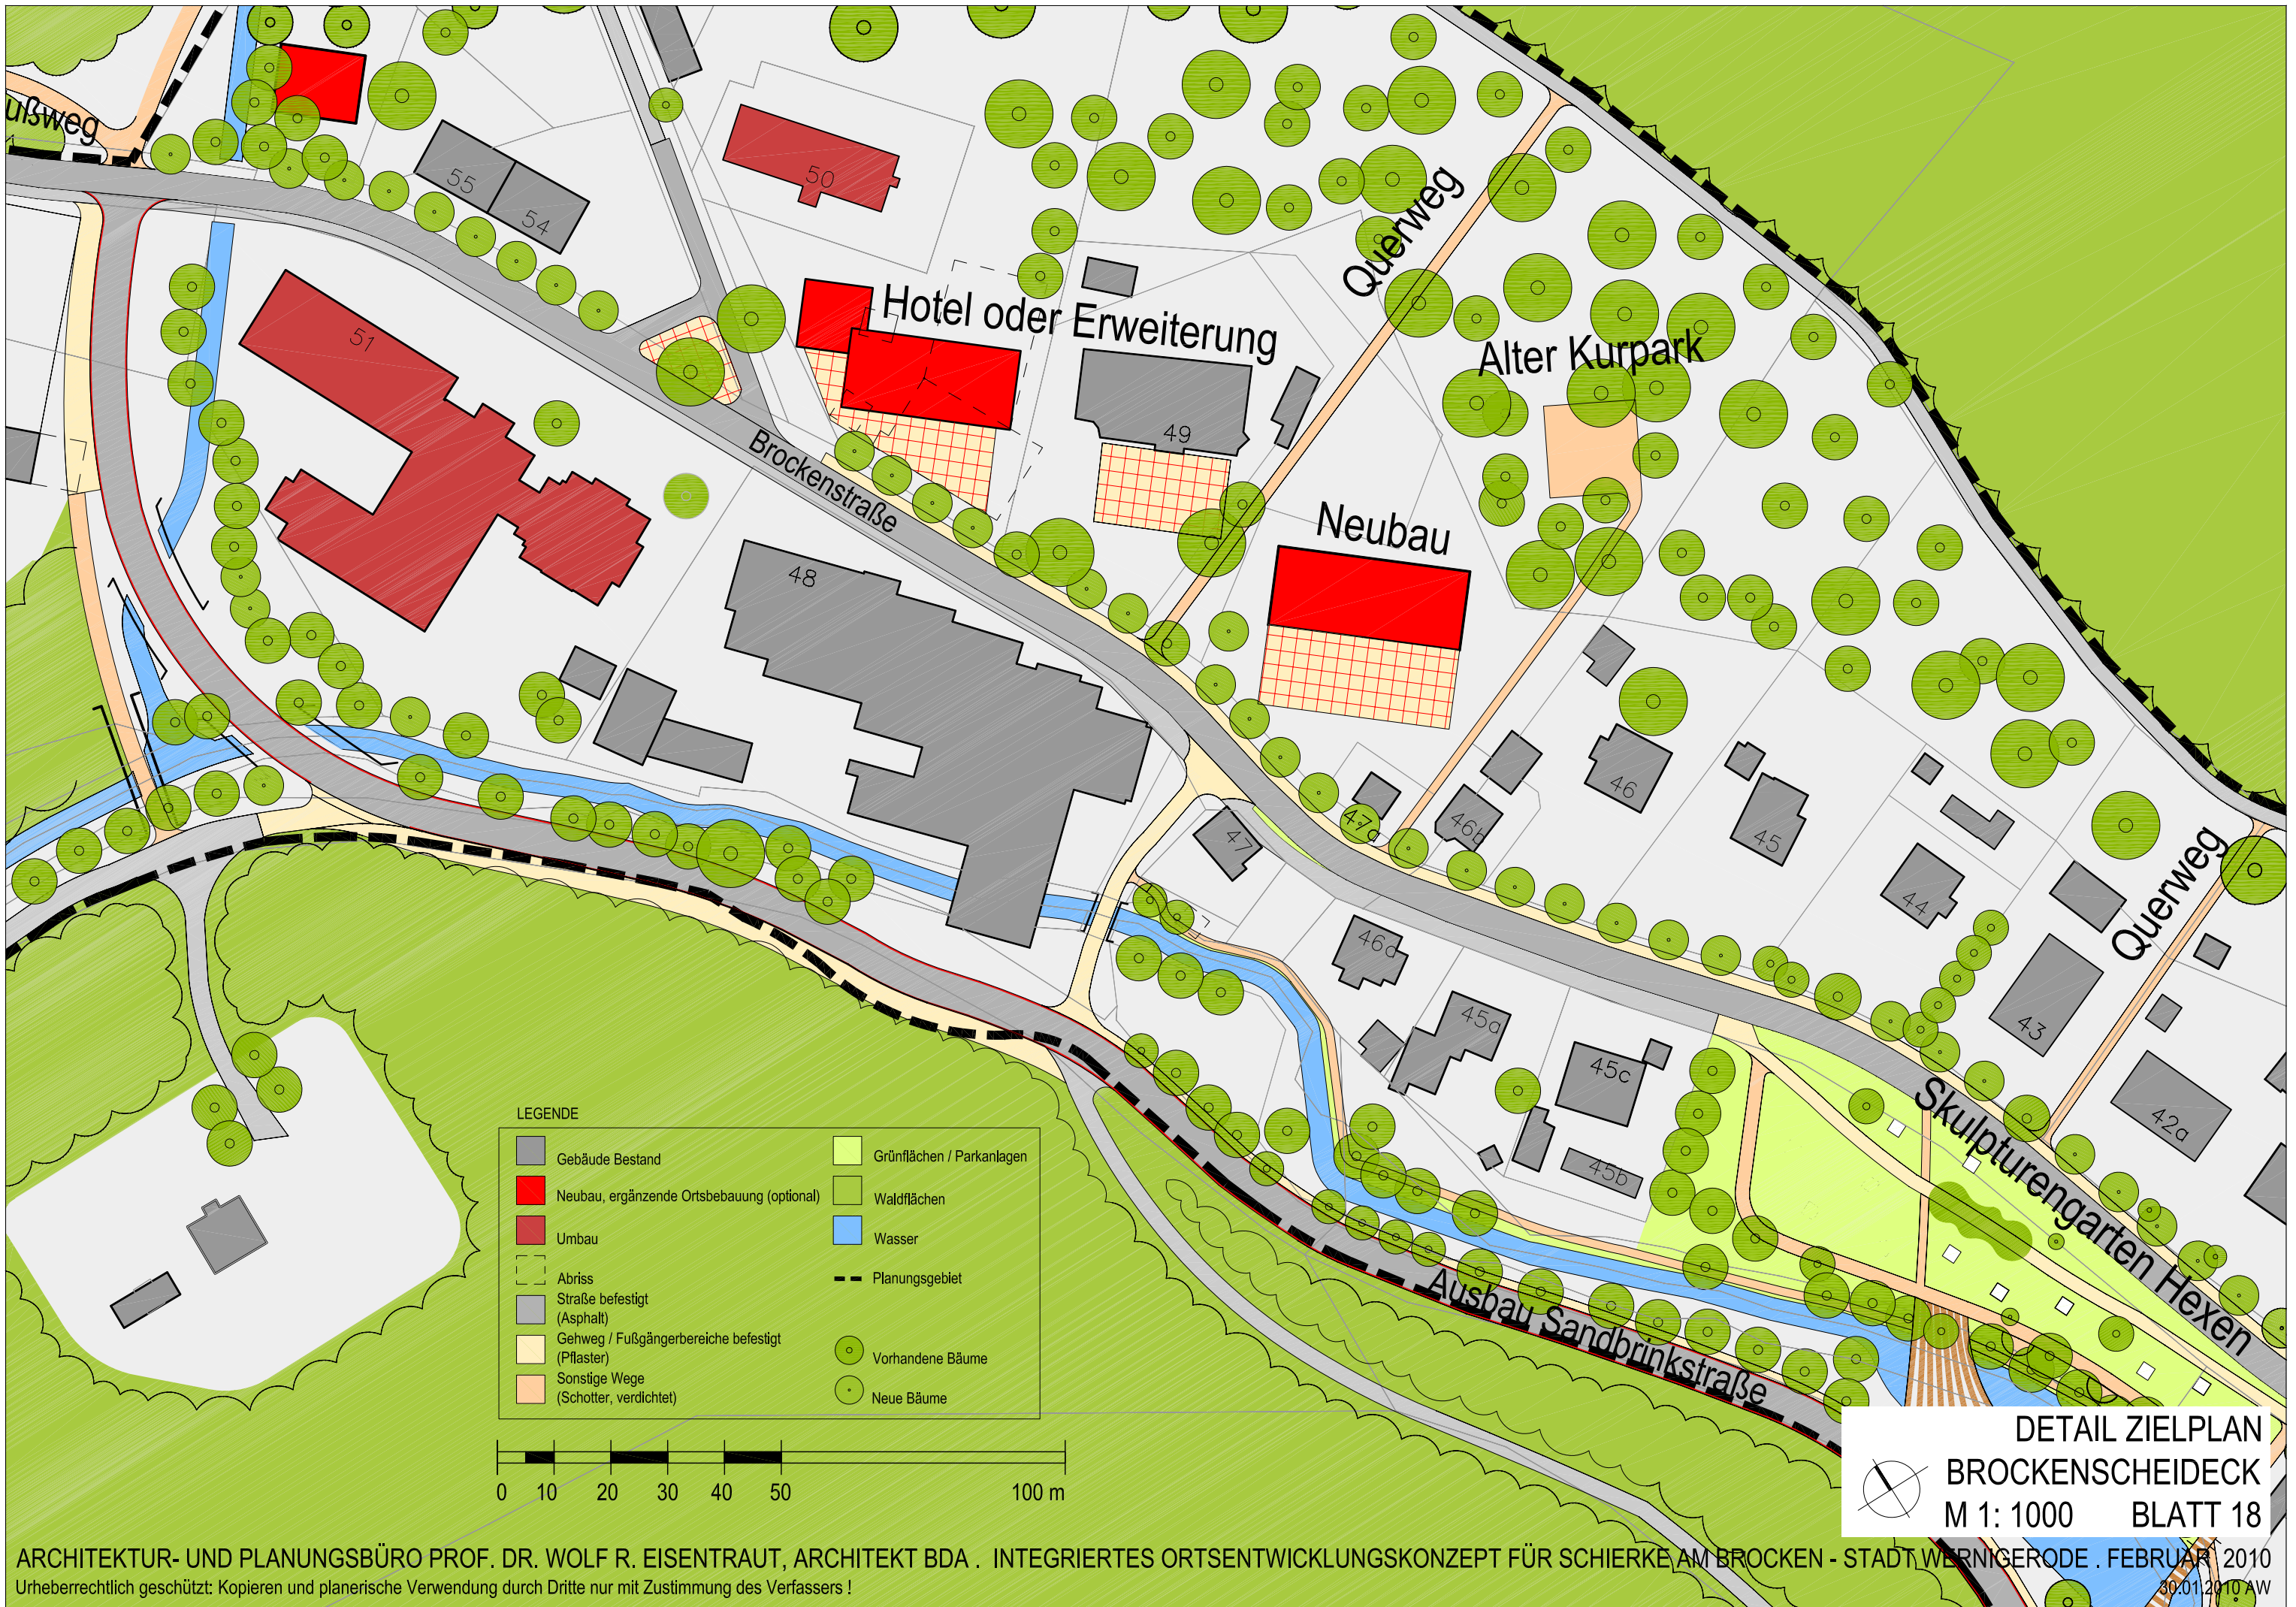 ußweg
55
54
50
51
Querweg
Hotel oder Erweiterung
Alter Kurpark
49
Brockenstraße
Neubau
48
47
47a
46b
46
45
44
43
42a
Querweg
46a
45a
45c
45b
Skulpturengarten Hexen
Ausbau Sandbrinkstraße
LEGENDE
Gebäude Bestand
Neubau, ergänzende Ortsbebauung (optional)
Umbau
Abriss
Straße befestigt
(Asphalt)
Gehweg / Fußgängerbereiche befestigt
(Pflaster)
Sonstige Wege
(Schotter, verdichtet)
Grünflächen / Parkanlagen
Waldflächen
Wasser
Planungsgebiet
Vorhandene Bäume
Neue Bäume
0 10 20 30 40 50 100 m
DETAIL ZIELPLAN
BROCKENSCHEIDECK
M 1: 1000 BLATT 18
ARCHITEKTUR- UND PLANUNGSBÜRO PROF. DR. WOLF R. EISENTRAUT, ARCHITEKT BDA . INTEGRIERTES ORTSENTWICKLUNGSKONZEPT FÜR SCHIERKE AM BROCKEN - STADT WERNIGERODE . FEBRUAR 2010
Urheberrechtlich geschützt: Kopieren und planerische Verwendung durch Dritte nur mit Zustimmung des Verfassers !
30.01.2010 AW